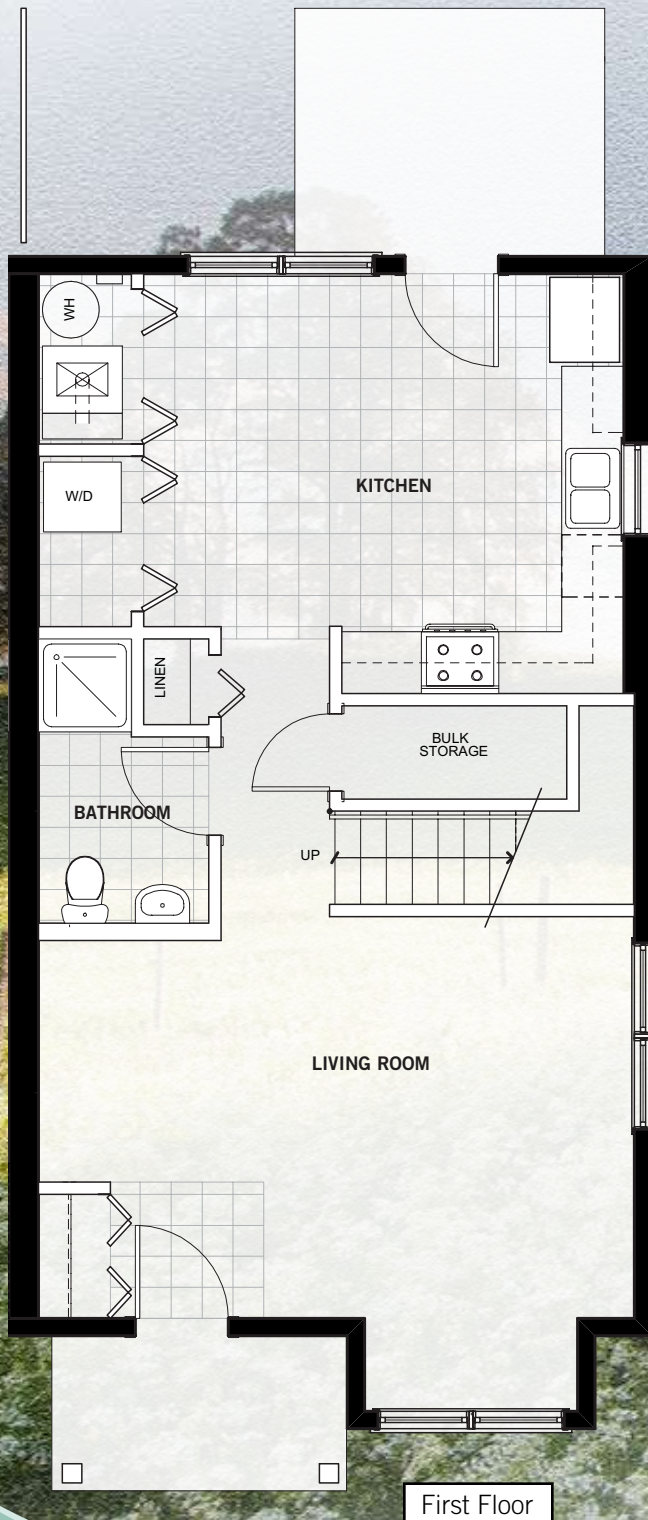 WH
W/D
KITCHEN
LINEN
BULK
STORAGE
BATHROOM
UP
LIVING ROOM
First Floor